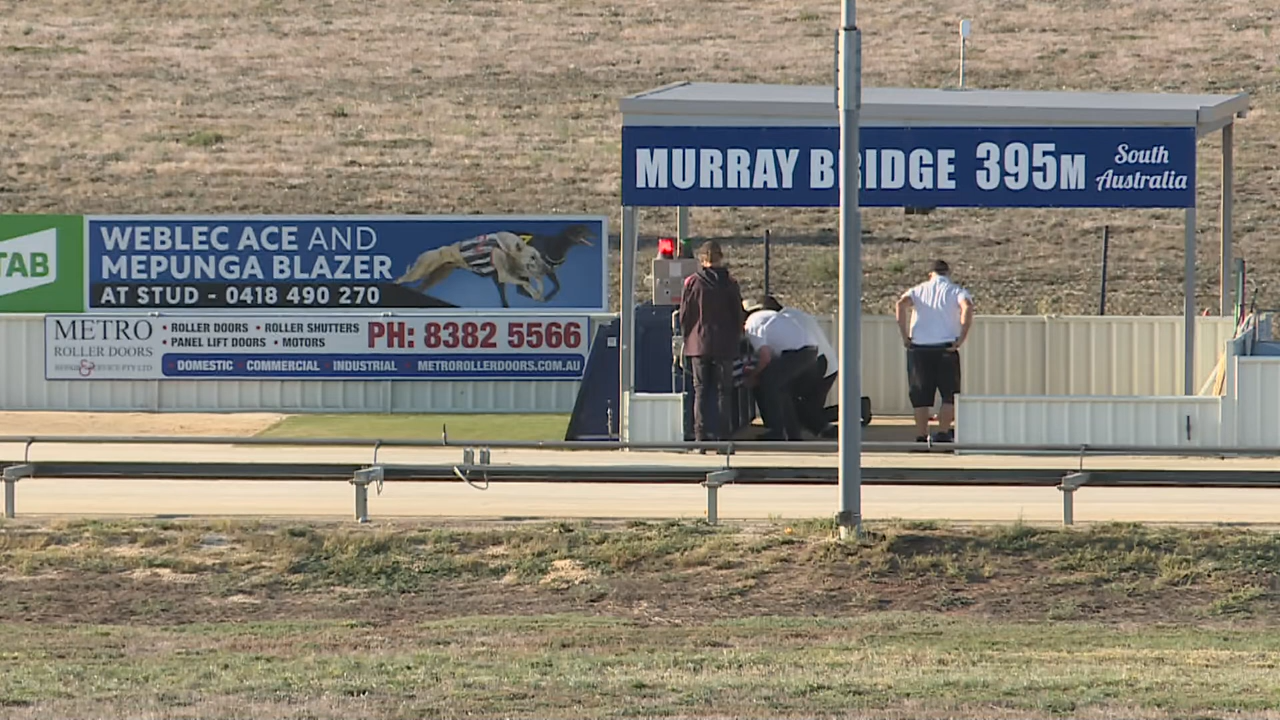 MURRAY BRIDGE 395M
South
Australia
TAB
WEBLEC ACE AND
MEPUNGA BLAZER
AT STUD - 0418 490 270
METRO
ROLLER DOORS
• ROLLER DOORS • ROLLER SHUTTERS
• PANEL LIFT DOORS • MOTORS
PH: 8382 5566
DOMESTIC COMMERCIAL INDUSTRIAL METROROLLERDOORS.COM.AU